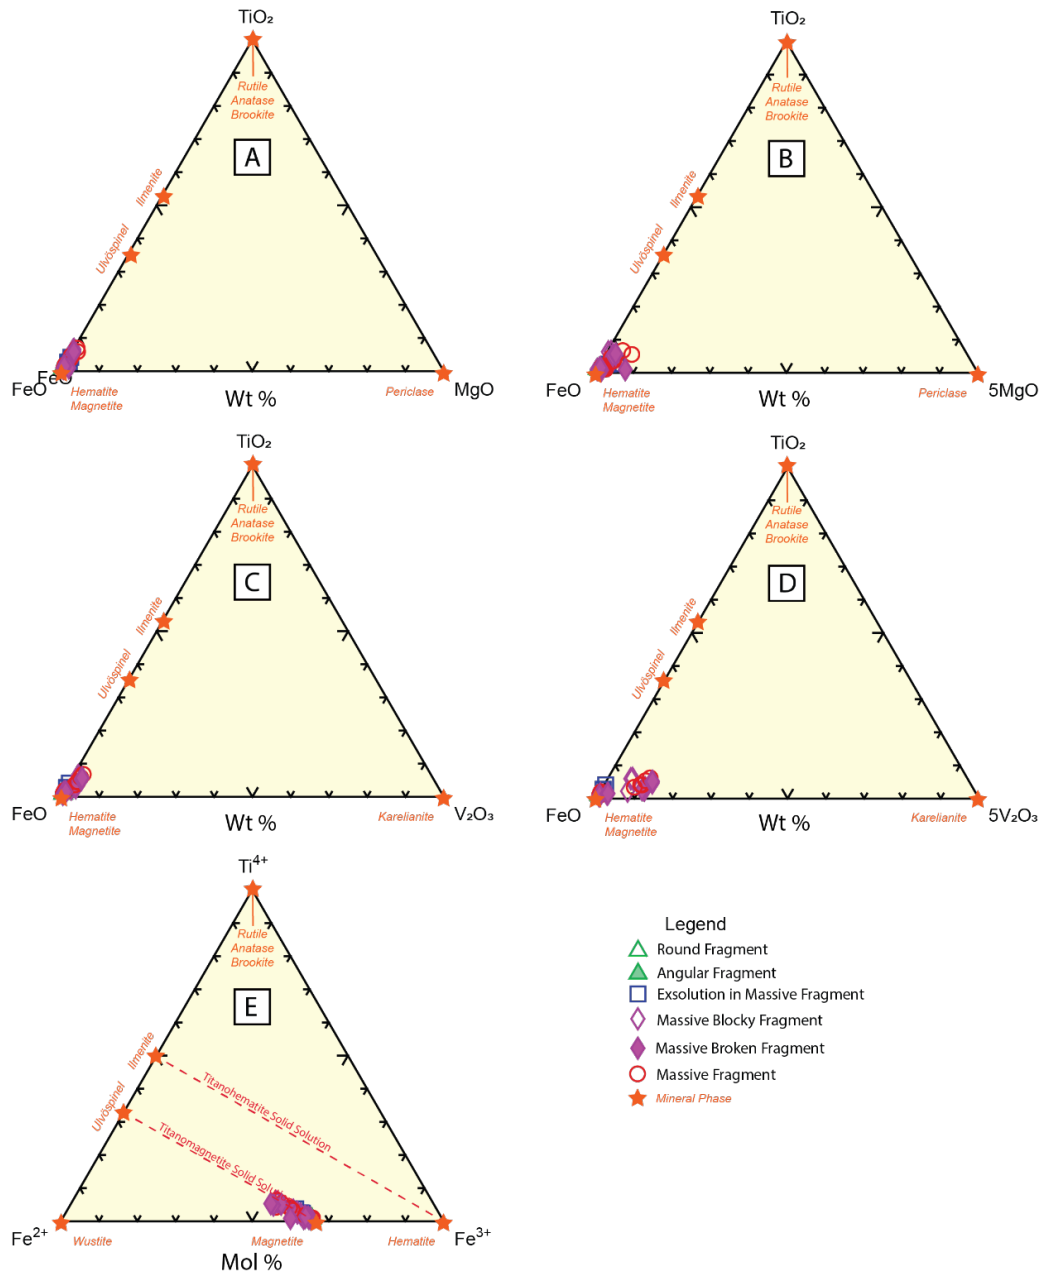 TiO₂
Rutile
Anatase
Brookite
A
Ilmenite
Ulvöspinel
FeO
FeO
Hematite
Magnetite
Wt %
Periclase
MgO
TiO₂
Rutile
Anatase
Brookite
B
Ilmenite
Ulvöspinel
FeO
Hematite
Magnetite
Wt %
Periclase
5MgO
TiO₂
Rutile
Anatase
Brookite
C
Ilmenite
Ulvöspinel
FeO
Hematite
Magnetite
Wt %
Karelianite
V₂O₃
TiO₂
Rutile
Anatase
Brookite
D
Ilmenite
Ulvöspinel
FeO
Hematite
Magnetite
Wt %
Karelianite
5V₂O₃
Ti⁴⁺
Rutile
Anatase
Brookite
E
Ilmenite
Ulvöspinel
Titanohematite Solid Solution
Titanomagnetite Solid
Fe²⁺
Wustite
Magnetite
Hematite
Fe³⁺
Mol %
Legend
Round Fragment
Angular Fragment
Exsolution in Massive Fragment
Massive Blocky Fragment
Massive Broken Fragment
Massive Fragment
Mineral Phase